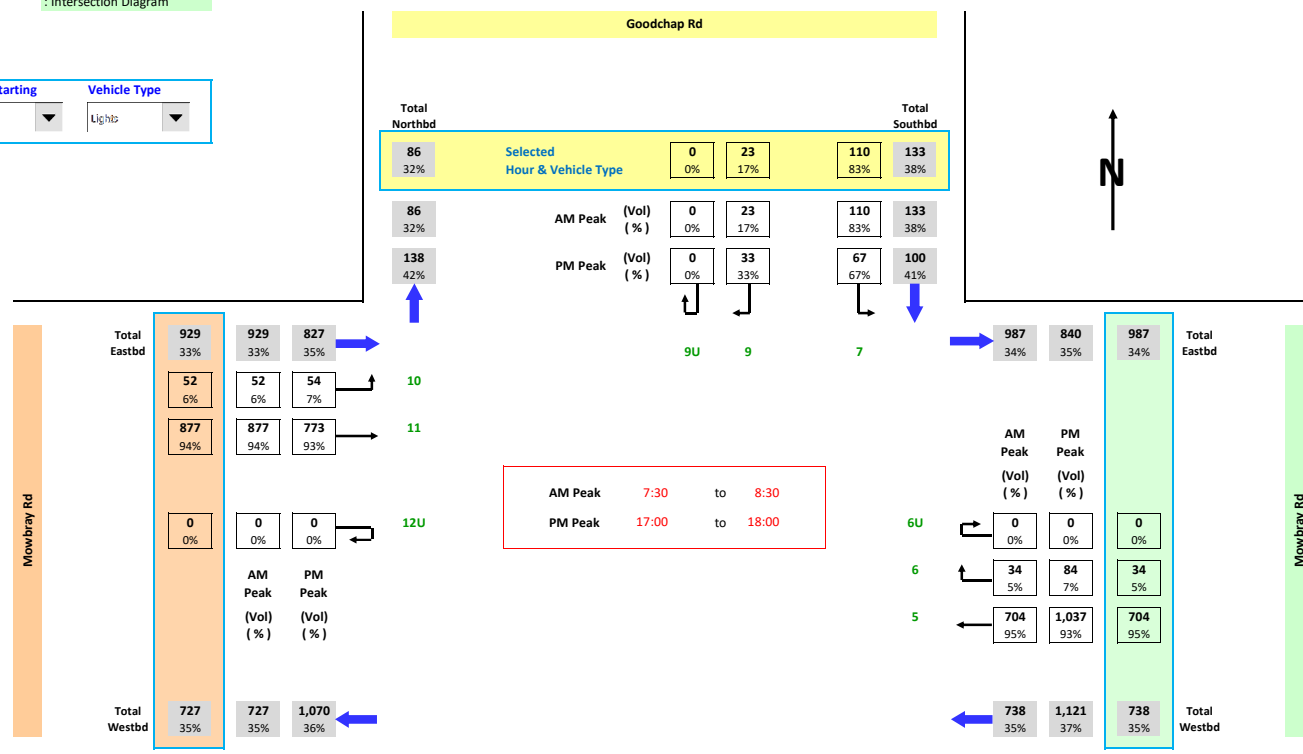 : Intersection Diagram
Goodchap Rd
tarting Vehicle Type
Lights
Total Northbd
Total Southbd
86 32%
Selected Hour & Vehicle Type
0 0%
23 17%
110 83%
133 38%
86 32%
AM Peak (Vol) ( % )
0 0%
23 17%
110 83%
133 38%
138 42%
PM Peak (Vol) ( % )
0 0%
33 33%
67 67%
100 41%
N
9U 9 7
Mowbray Rd
Total Eastbd
929 33%
929 33%
827 35%
52 6%
52 6%
54 7%
10
877 94%
877 94%
773 93%
11
0 0%
0 0%
0 0%
12U
AM Peak (Vol) ( % )
PM Peak (Vol) ( % )
Total Westbd
727 35%
727 35%
1,070 36%
AM Peak 7:30 to 8:30
PM Peak 17:00 to 18:00
987 34%
840 35%
987 34%
Total Eastbd
AM Peak (Vol) ( % )
PM Peak (Vol) ( % )
6U
0 0%
0 0%
0 0%
6
34 5%
84 7%
34 5%
5
704 95%
1,037 93%
704 95%
738 35%
1,121 37%
738 35%
Total Westbd
Mowbray Rd